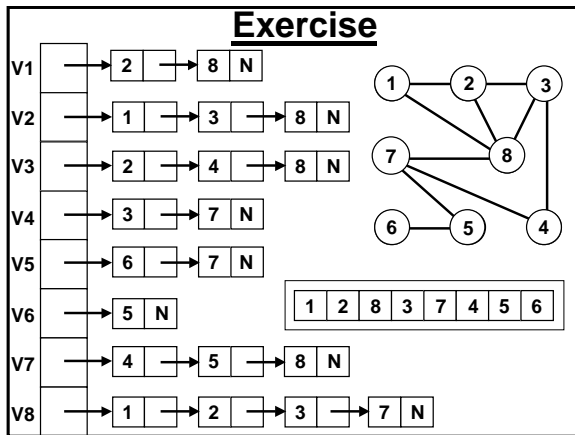 Exercise
V1 2 8 N
V2 1 3 8 N
V3 2 4 8 N
V4 3 7 N
V5 6 7 N
V6 5 N
V7 4 5 8 N
V8 1 2 3 7 N
1 2 3
7 8
6 5 4
1 2 8 3 7 4 5 6